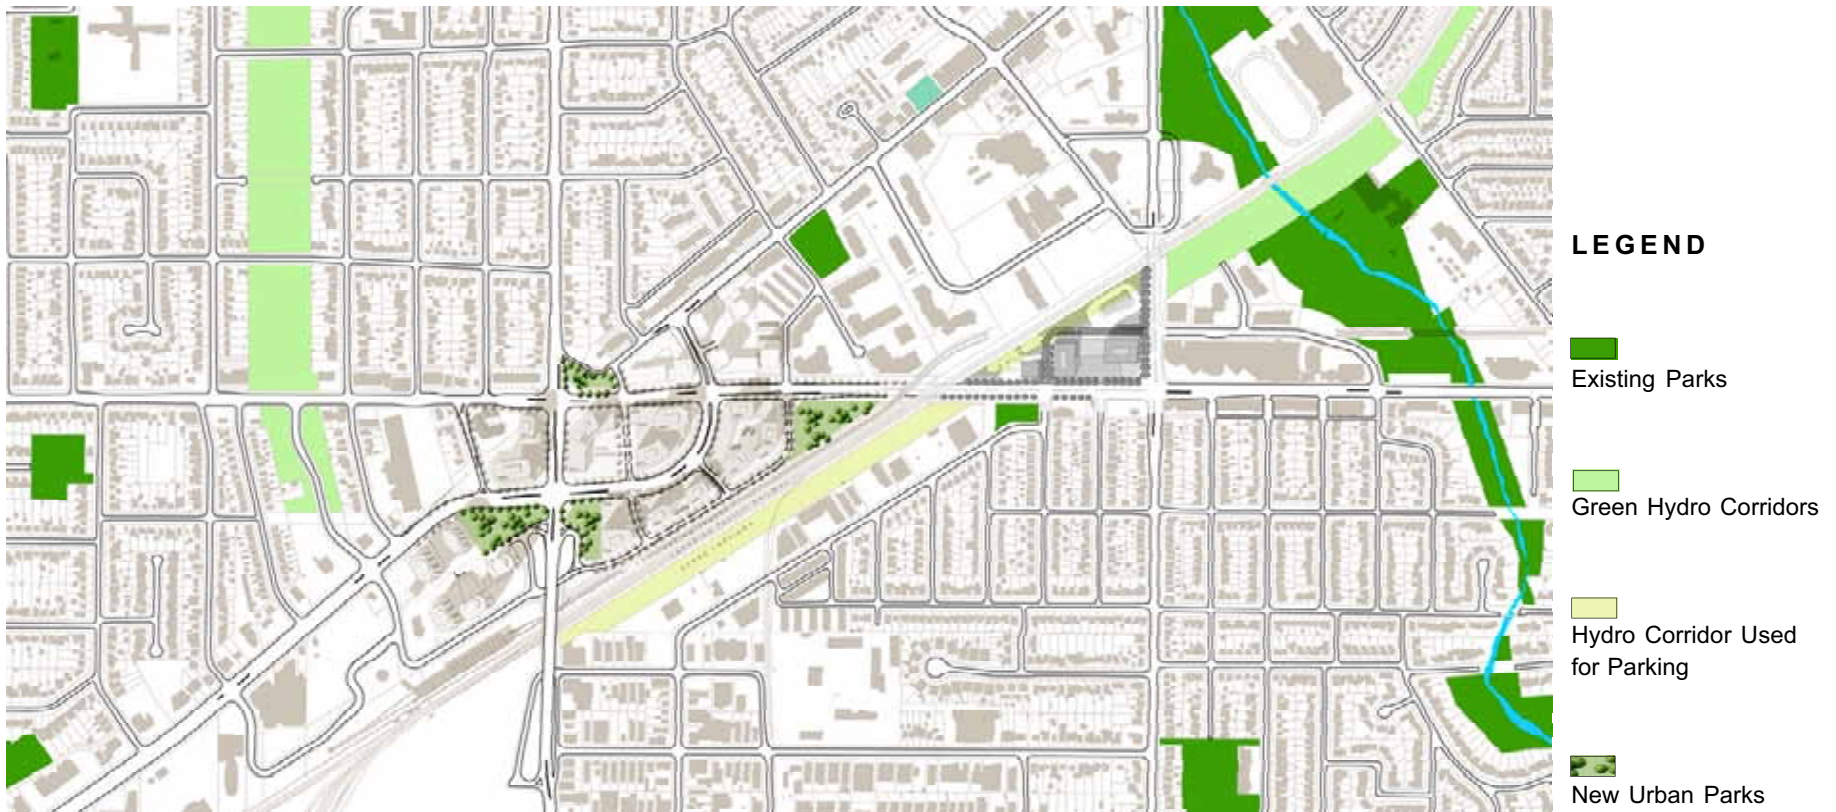 LEGEND
Existing Parks
Green Hydro Corridors
Hydro Corridor Used
for Parking
New Urban Parks